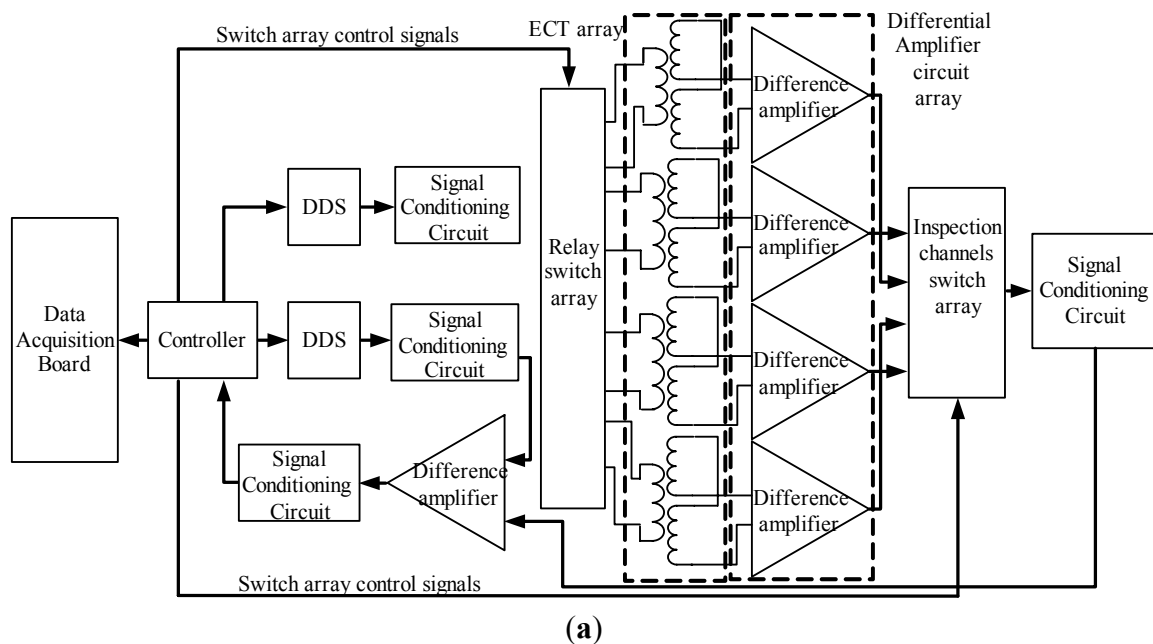 Switch array control signals
ECT array
Differential
Amplifier
circuit
array
Difference
amplifier
DDS
Signal
Conditioning
Circuit
Relay
switch
array
Difference
amplifier
Inspection
channels
switch
array
Signal
Conditioning
Circuit
Data
Acquisition
Board
Controller
DDS
Signal
Conditioning
Circuit
Difference
amplifier
Signal
Conditioning
Circuit
Difference
amplifier
Difference
amplifier
Switch array control signals
(a)